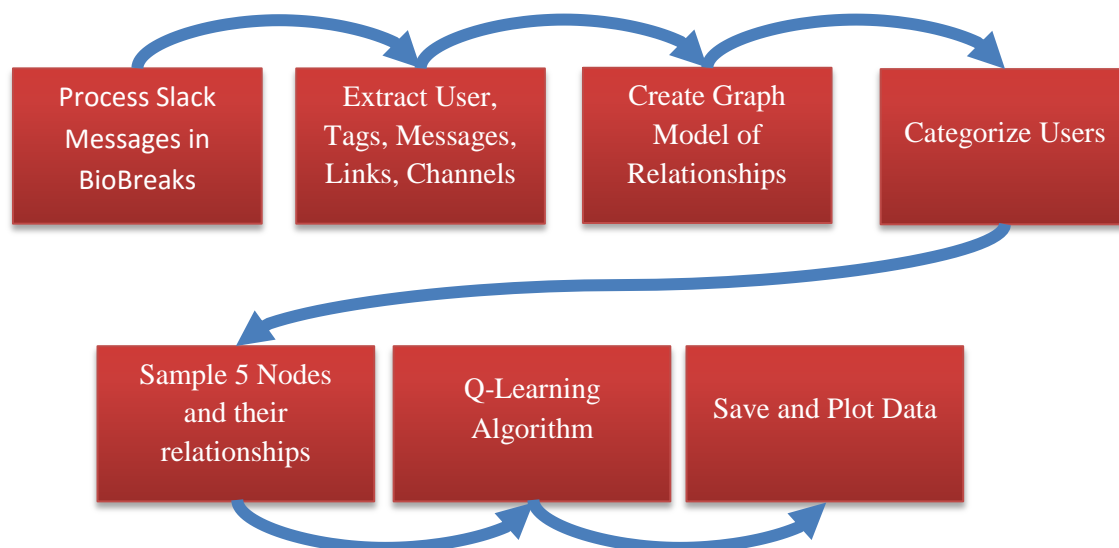 Process Slack
Messages in
BioBreaks
Extract User,
Tags, Messages,
Links, Channels
Create Graph
Model of
Relationships
Categorize Users
Sample 5 Nodes
and their
relationships
Q-Learning
Algorithm
Save and Plot Data